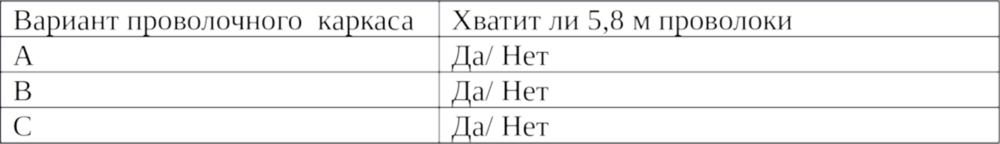 Вариант проволочного каркаса Хватит ли 5,8 м проволоки
А Да/ Нет
В Да/ Нет
С Да/ Нет